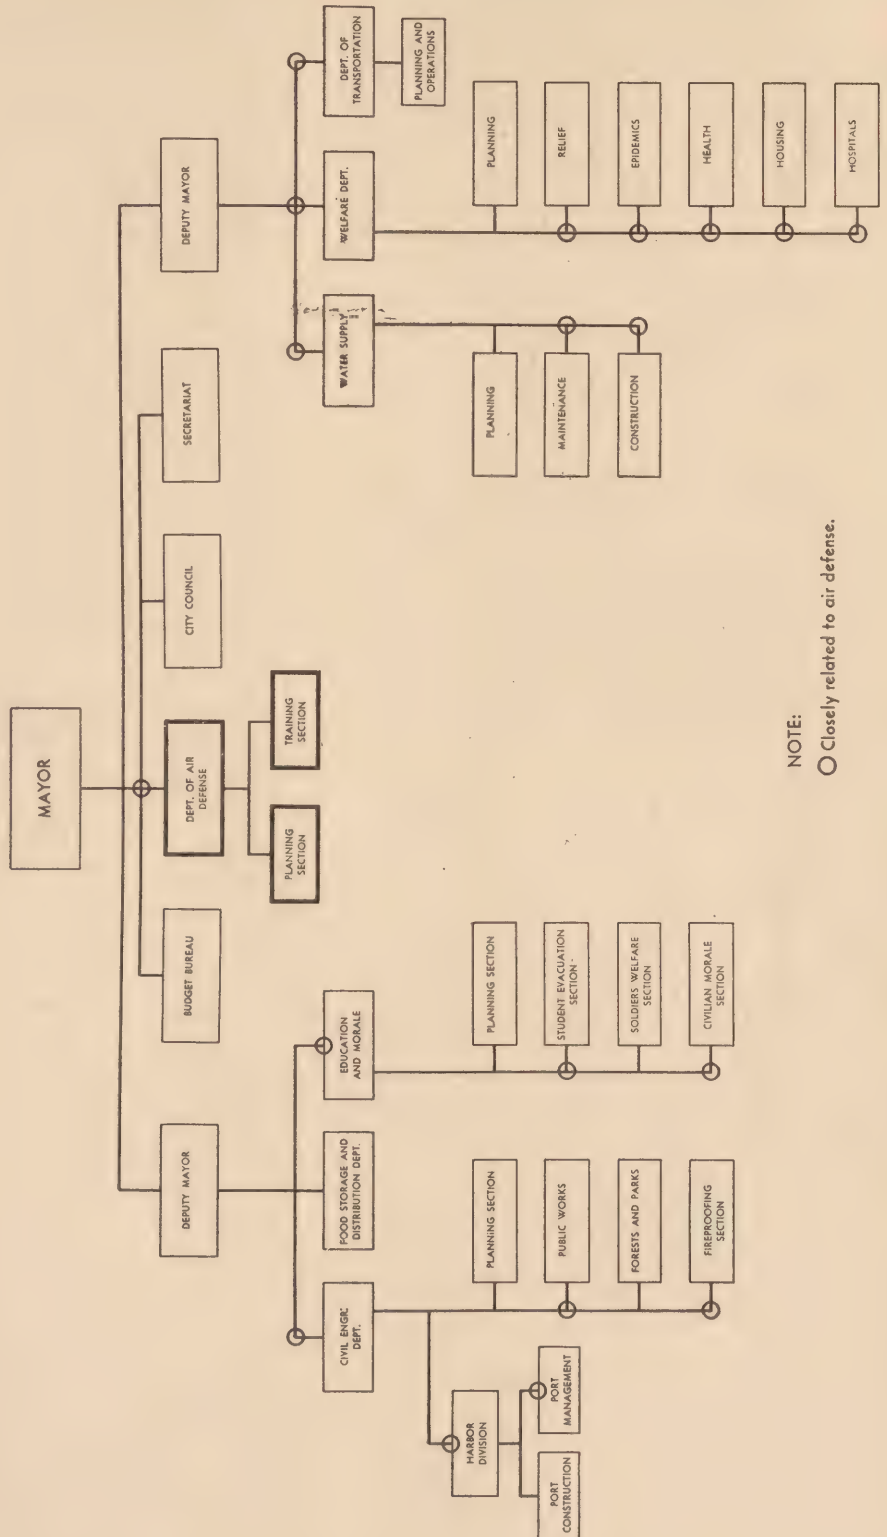 MAYOR
DEPUTY MAYOR
BUDGET BUREAU
DEPT. OF AIR
DEFENSE
CITY COUNCIL
SECRETARIAT
DEPUTY MAYOR
PLANNING
SECTION
TRAINING
SECTION
CIVIL ENGR.
DEPT.
FOOD STORAGE AND
DISTRIBUTION DEPT.
EDUCATION
AND MORALE
WATER SUPPLY
WELFARE DEPT.
DEPT. OF
TRANSPORTATION
PLANNING AND
OPERATIONS
HARBOR
DIVISION
PORT
CONSTRUCTION
PORT
MANAGEMENT
PLANNING SECTION
PUBLIC WORKS
FORESTS AND PARKS
FIREPROOFING
SECTION
PLANNING SECTION
STUDENT EVACUATION
SECTION
SOLDIERS WELFARE
SECTION
CIVILIAN MORALE
SECTION
PLANNING
MAINTENANCE
CONSTRUCTION
PLANNING
RELIEF
EPIDEMICS
HEALTH
HOUSING
HOSPITALS
NOTE:
Closely related to air defense.